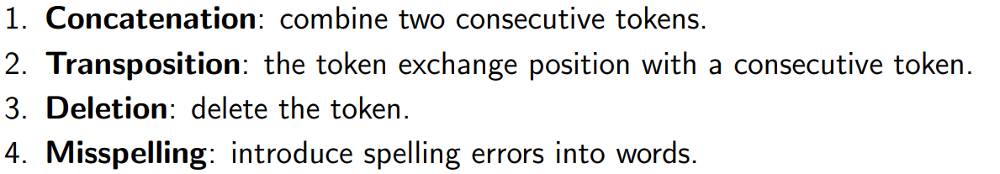 1. Concatenation: combine two consecutive tokens.
2. Transposition: the token exchange position with a consecutive token.
3. Deletion: delete the token.
4. Misspelling: introduce spelling errors into words.